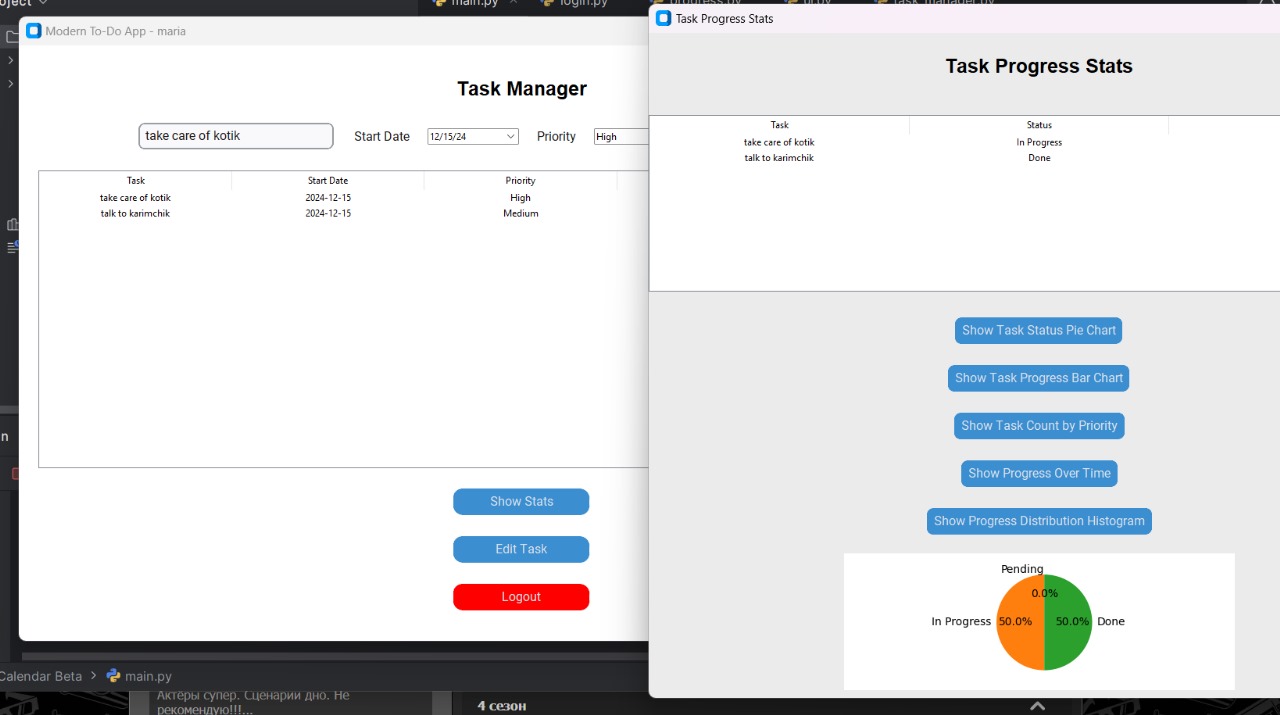 oject
main.py
login.py
progress.py
ui.py
task_manager.py
Modern To-Do App - maria
Task Manager
take care of kotik
Start Date
12/15/24
Priority
High
Task
Start Date
Priority
take care of kotik
2024-12-15
High
talk to karimchik
2024-12-15
Medium
Show Stats
Edit Task
Logout
Task Progress Stats
Task Progress Stats
Task
Status
take care of kotik
In Progress
talk to karimchik
Done
Show Task Status Pie Chart
Show Task Progress Bar Chart
Show Task Count by Priority
Show Progress Over Time
Show Progress Distribution Histogram
Pending
0.0%
In Progress
50.0%
50.0%
Done
n
Calendar Beta
main.py
Актёры супер. Сценарий дно. Не
рекомендую!!!...
4 сезон